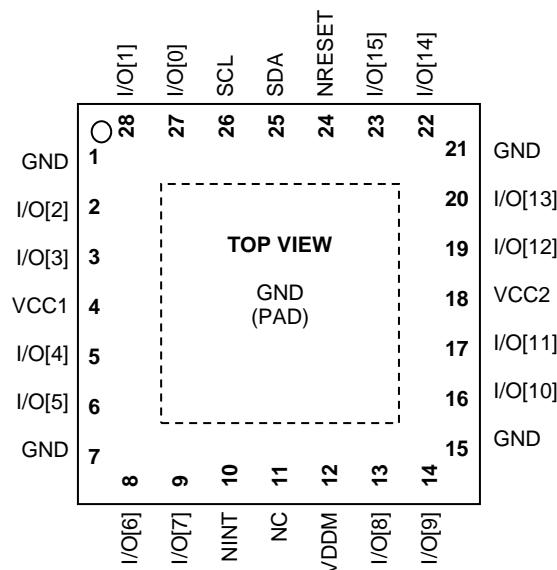 I/O[1]
I/O[0]
SCL
SDA
NRESET
I/O[15]
I/O[14]
28
27
26
25
24
23
22
GND 1
I/O[2] 2
I/O[3] 3
VCC1 4
I/O[4] 5
I/O[5] 6
GND 7
TOP VIEW
GND
(PAD)
21 GND
20 I/O[13]
19 I/O[12]
18 VCC2
17 I/O[11]
16 I/O[10]
15 GND
8
9
10
11
12
13
14
I/O[6]
I/O[7]
NINT
NC
VDDM
I/O[8]
I/O[9]